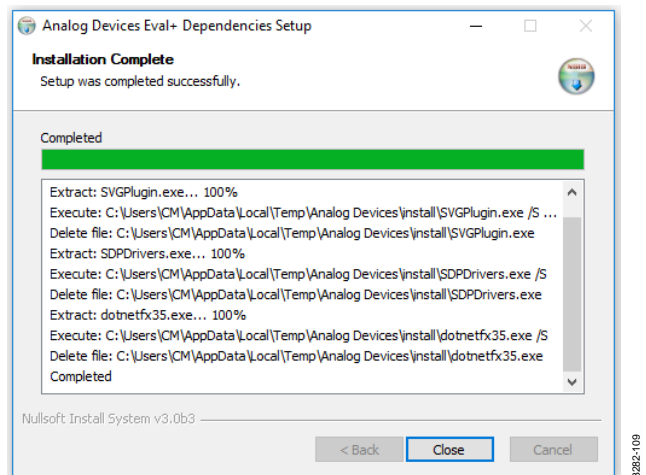 Analog Devices Eval+ Dependencies Setup
Installation Complete
Setup was completed successfully.
Completed
Extract: SVGPlugin.exe... 100%
Execute: C:\Users\CM\AppData\Local\Temp\Analog Devices\install\SVGPlugin.exe /S ...
Delete file: C:\Users\CM\AppData\Local\Temp\Analog Devices\install\SVGPlugin.exe
Extract: SDPDrivers.exe... 100%
Execute: C:\Users\CM\AppData\Local\Temp\Analog Devices\install\SDPDrivers.exe /S
Delete file: C:\Users\CM\AppData\Local\Temp\Analog Devices\install\SDPDrivers.exe
Extract: dotnetfx35.exe... 100%
Execute: C:\Users\CM\AppData\Local\Temp\Analog Devices\install\dotnetfx35.exe /S
Delete file: C:\Users\CM\AppData\Local\Temp\Analog Devices\install\dotnetfx35.exe
Completed
Nullsoft Install System v3.0b3
< Back Close Cancel